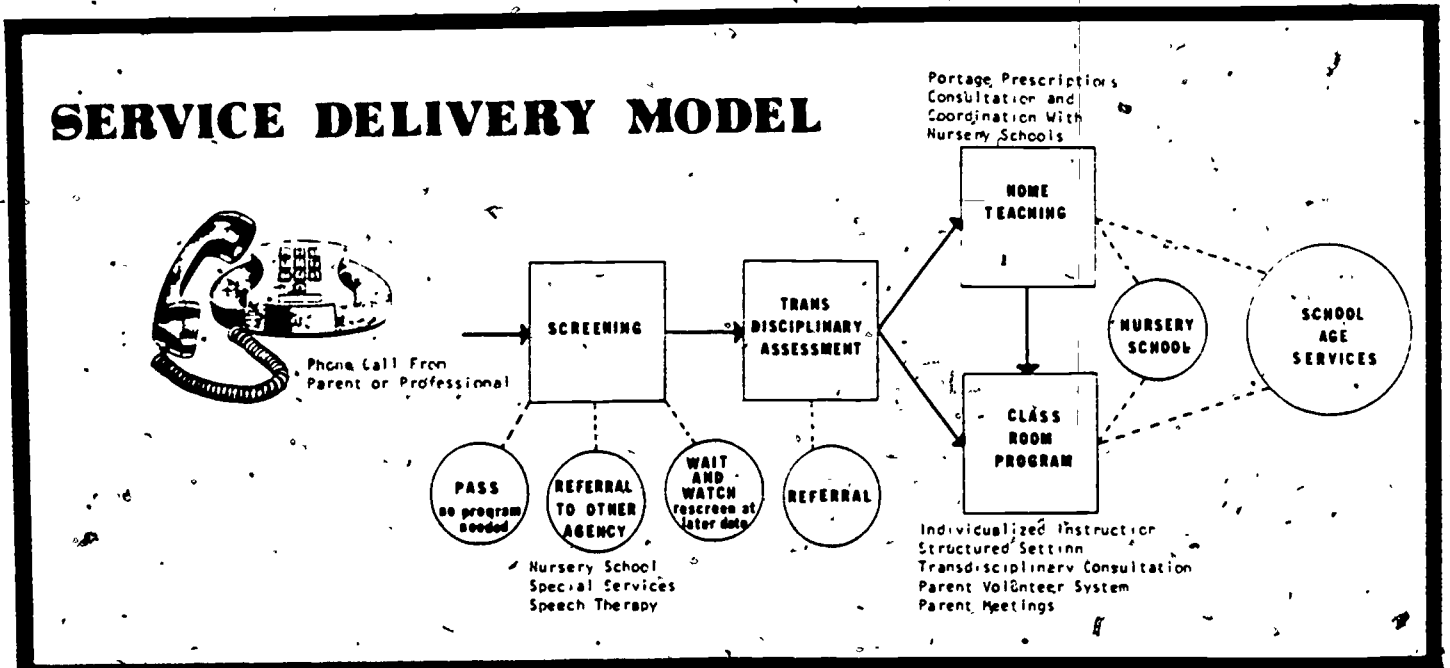 SERVICE DELIVERY MODEL
Phone Call From
Parent or Professional
SCREENING
PASS
no program
needed
REFERRAL
TO OTHER
AGENCY
Nursery School
Special Services
Speech Therapy
WAIT
AND
WATCH
rescreen at
later date
TRANS
DISCIPLINARY
ASSESSMENT
REFERRAL
Portage Prescriptions
Consultation and
Coordination With
Nursery Schools
HOME
TEACHING
CLASS
ROOM
PROGRAM
Individualized Instruction
Structured Setting
Transdisciplinary Consultation
Parent Volunteer System
Parent Meetings
NURSERY
SCHOOL
SCHOOL
AGE
SERVICES